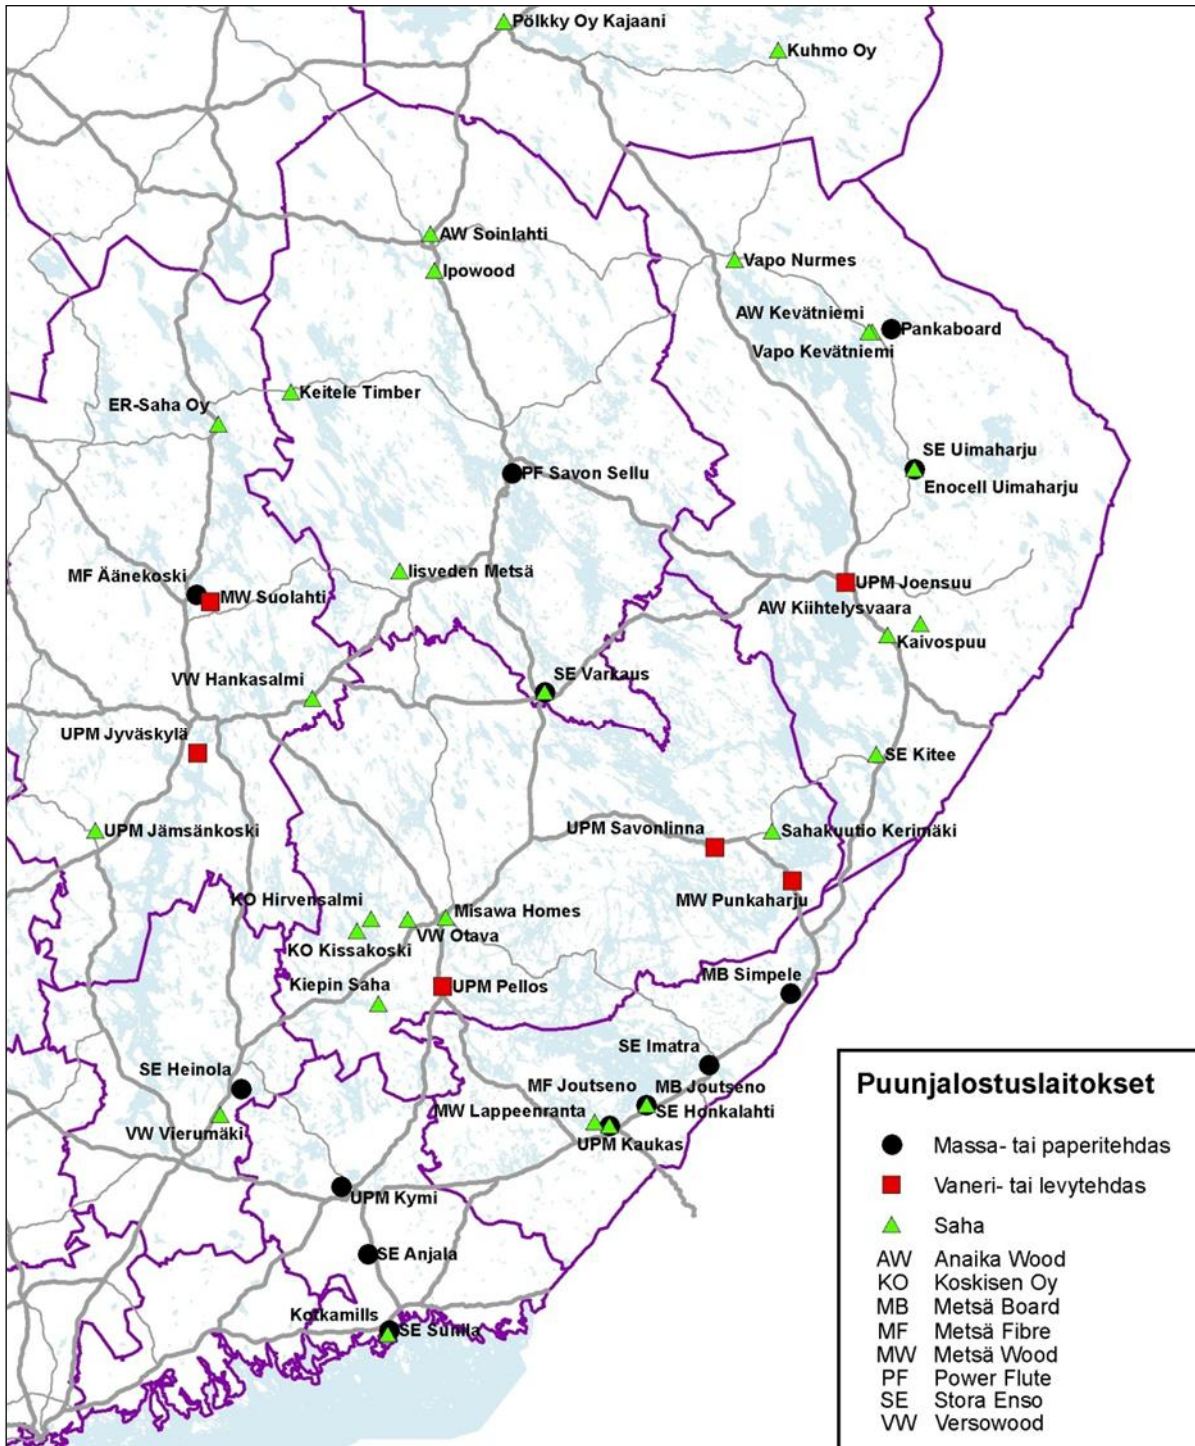 Pölkky Oy Kajaani
Kuhmo Oy
AW Soinlahti
Ipowood
Vapo Nurmes
AW Kevätniemi
Pankaboard
Vapo Kevätniemi
Keitele Timber
ER-Saha Oy
SE Uimaharju
PF Savon Sellu
Enocell Uimaharju
MF Äänekoski
Iisveden Metsä
MW Suolahti
UPM Joensuu
AW Kiihtelysvaara
Kaivospuu
VW Hankasalmi
SE Varkaus
UPM Jyväskylä
SE Kitee
UPM Jämsänkoski
UPM Savonlinna
Sahakuutio Kerimäki
KO Hirvensalmi
MW Punkaharju
Misawa Homes
VW Otava
KO Kissakoski
MB Simpele
Kiepin Saha
UPM Pellos
SE Imatra
SE Heinola
MF Joutseno
MB Joutseno
MW Lappeenranta
SE Honkalahti
VW Vierumäki
UPM Kaukas
UPM Kymi
SE Anjala
Kotkamills
SE Sunila
Puunjalostuslaitokset
Massa- tai paperitehdas
Vaneri- tai levytehdas
Saha
AW Anaika Wood
KO Koskisen Oy
MB Metsä Board
MF Metsä Fibre
MW Metsä Wood
PF Power Flute
SE Stora Enso
VW Versowood